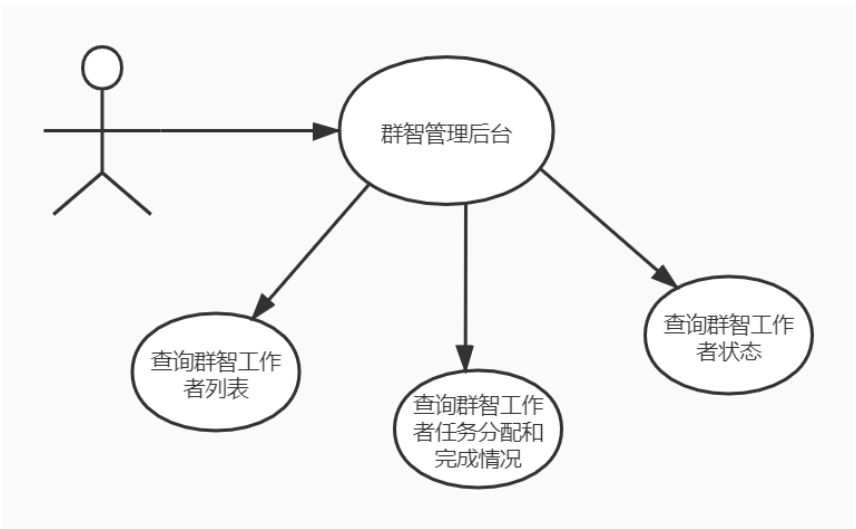 群智管理后台
查询群智工作
者列表
查询群智工作
者任务分配和
完成情况
查询群智工作
者状态